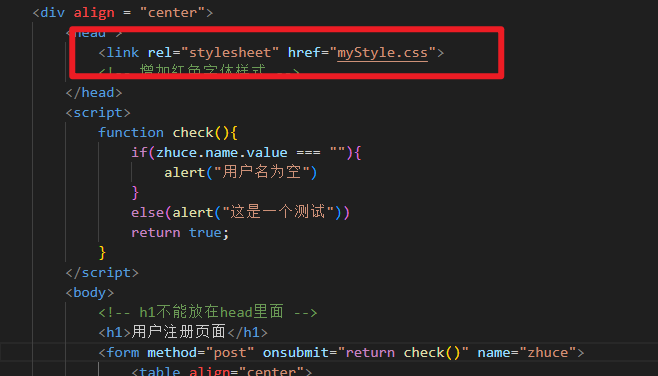 <div align = "center">
<head >
<link rel="stylesheet" href="myStyle.css">
<!-- 增加红色字体样式 -->
</head>
<script>
function check(){
if(zhuce.name.value === ""){
alert("用户名为空")
}
else(alert("这是一个测试"))
return true;
}
</script>
<body>
<!-- h1不能放在head里面 -->
<h1>用户注册页面</h1>
<form method="post" onsubmit="return check()" name="zhuce">
<table align="center">